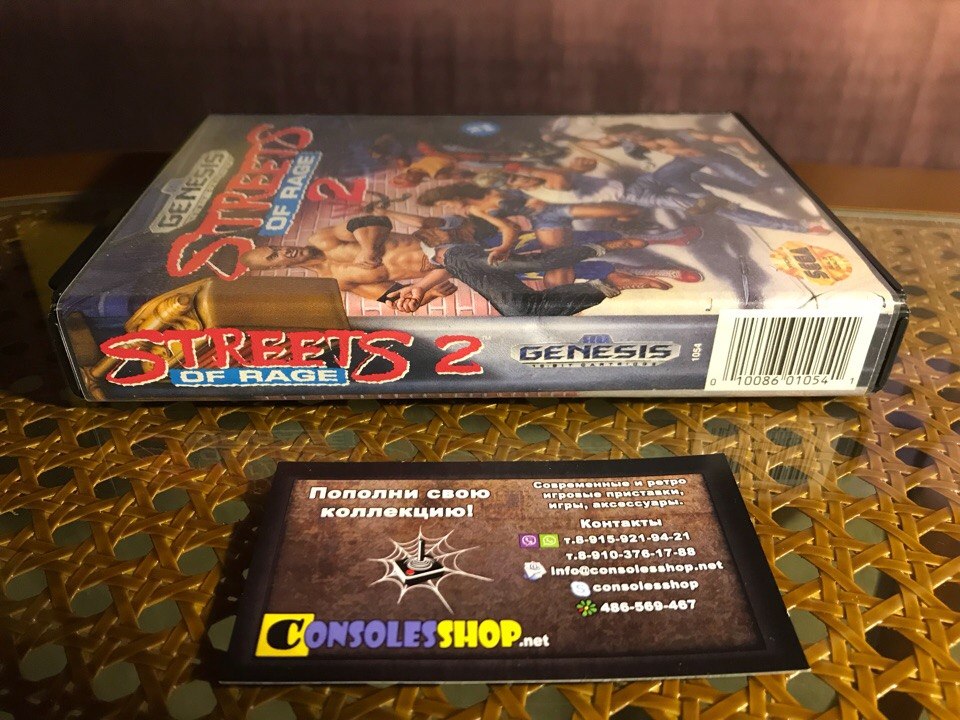 GENESIS
STREETS
OF RAGE
2
SEGA
STREETS 2
OF RAGE
SEGA
GENESIS
1054
0 10086 01054 1
Пополни свою
коллекцию!
CONSOLESSHOP.net
Современные и ретро
игровые приставки,
игры, аксессуары.
Контакты
т.8-915-921-94-21
т.8-910-376-17-88
info@consolesshop.net
consolesshop
486-569-467